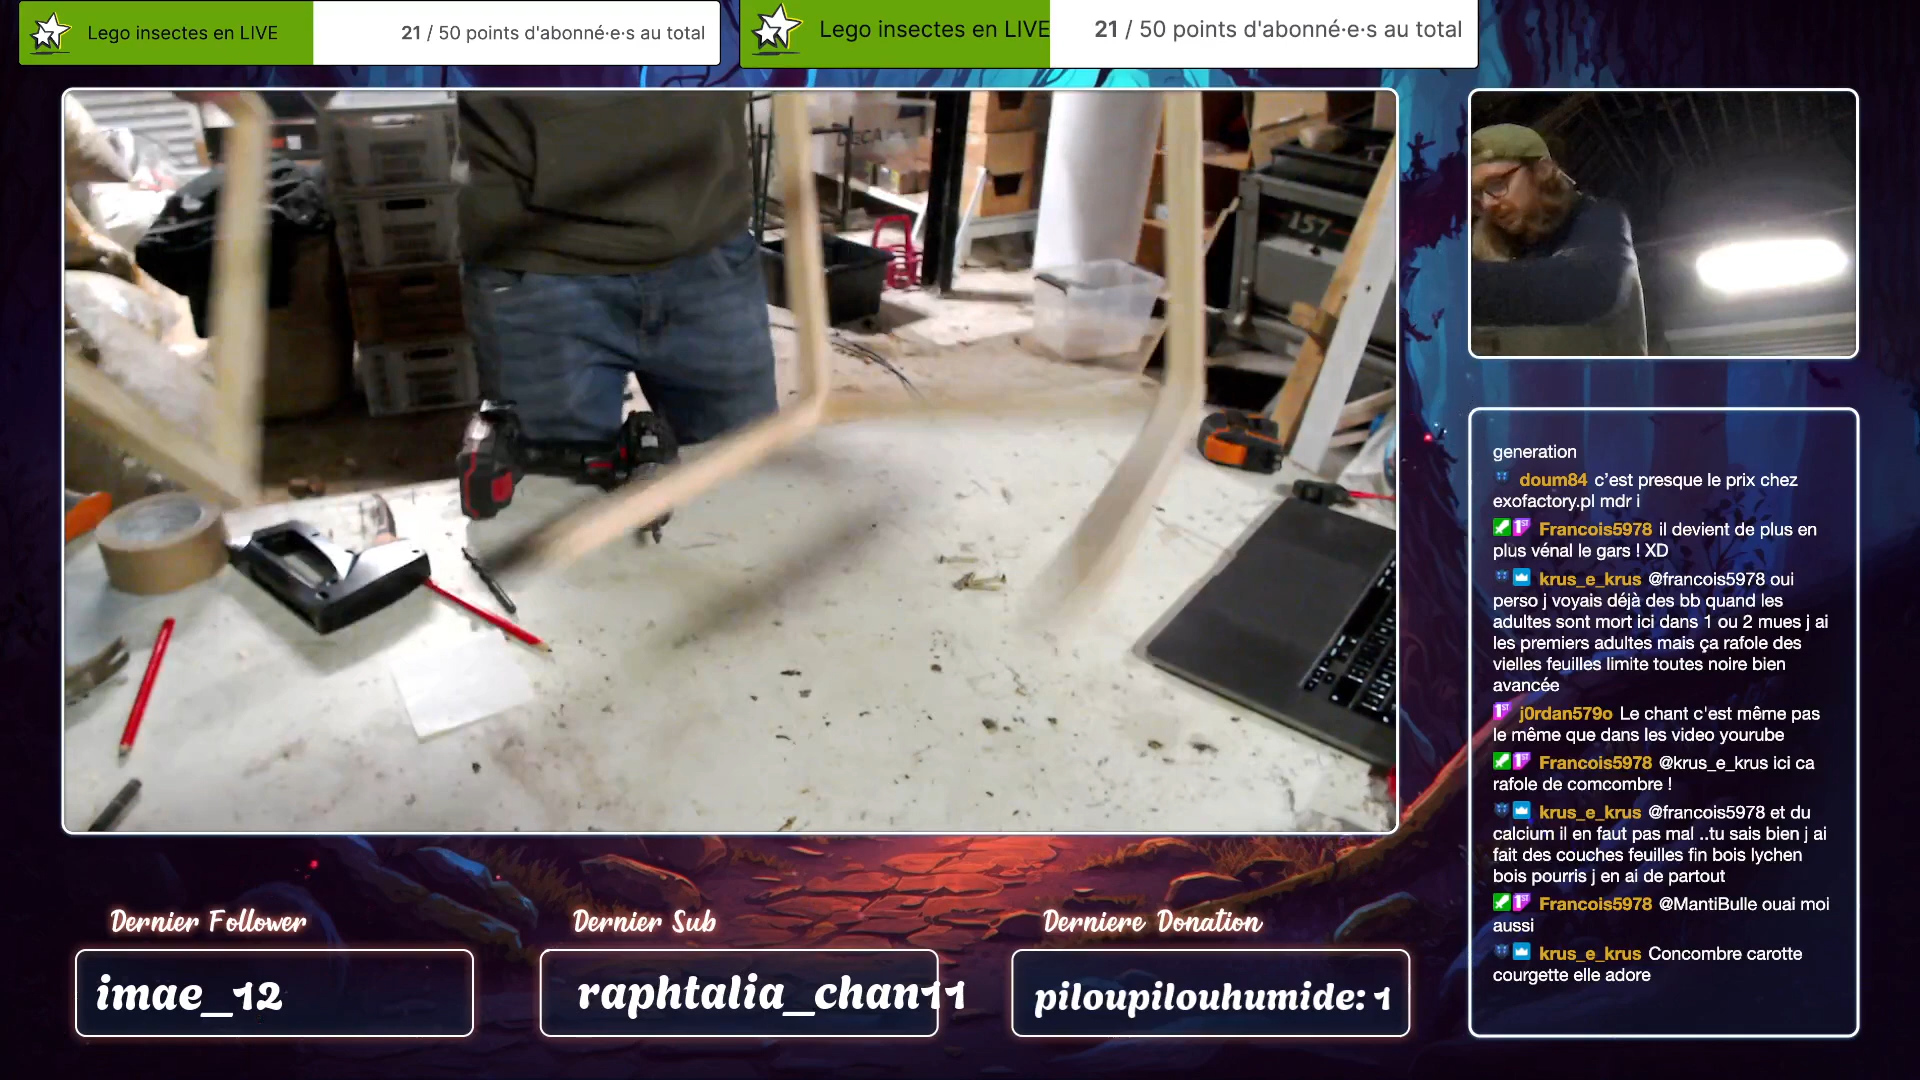 Lego insectes en LIVE
21 / 50 points d'abonné·e·s au total
Lego insectes en LIVE
21 / 50 points d'abonné·e·s au total
157
generation
doum84 c'est presque le prix chez
exofactory.pl mdr i
Francois5978 il devient de plus en
plus vénal le gars ! XD
krus_e_krus @francois5978 oui
perso j voyais déjà des bb quand les
adultes sont mort ici dans 1 ou 2 mues j ai
les premiers adultes mais ça rafole des
vielles feuilles limite toutes noire bien
avancée
j0rdan579o Le chant c'est même pas
le même que dans les video yourube
Francois5978 @krus_e_krus ici ca
rafole de comcombre !
krus_e_krus @francois5978 et du
calcium il en faut pas mal ..tu sais bien j ai
fait des couches feuilles fin bois lychen
bois pourris j en ai de partout
Francois5978 @MantiBulle ouai moi
aussi
krus_e_krus Concombre carotte
courgette elle adore
Dernier Follower
imae_12
Dernier Sub
raphtalia_chan11
Derniere Donation
piloupilouhumide: 1